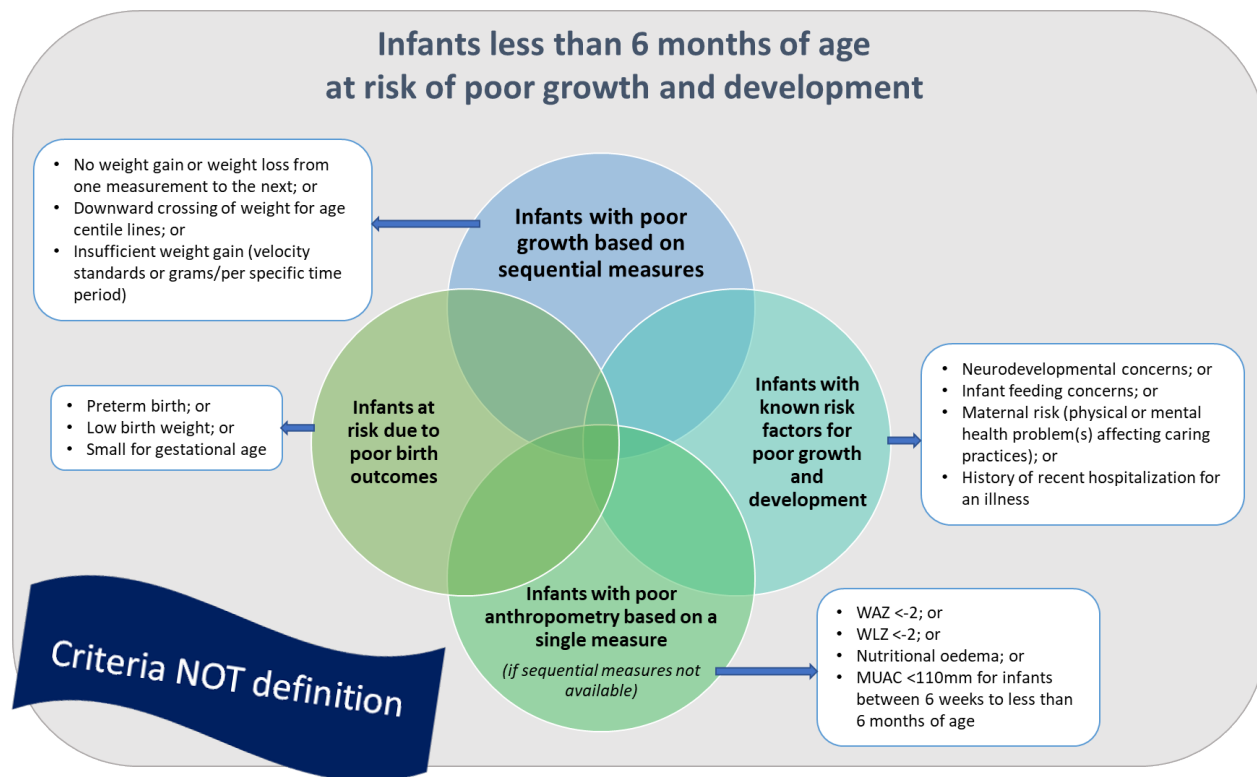 Infants less than 6 months of age
at risk of poor growth and development
• No weight gain or weight loss from
one measurement to the next; or
• Downward crossing of weight for age
centile lines; or
• Insufficient weight gain (velocity
standards or grams/per specific time
period)
Infants with poor
growth based on
sequential measures
• Preterm birth; or
• Low birth weight; or
• Small for gestational age
Infants at
risk due to
poor birth
outcomes
Infants with
known risk
factors for
poor growth
and
development
• Neurodevelopmental concerns; or
• Infant feeding concerns; or
• Maternal risk (physical or mental
health problem(s) affecting caring
practices); or
• History of recent hospitalization for
an illness
Infants with poor
anthropometry based on a
single measure
(if sequential measures not
available)
• WAZ <-2; or
• WLZ <-2; or
• Nutritional oedema; or
• MUAC <110mm for infants
between 6 weeks to less than
6 months of age
Criteria NOT definition